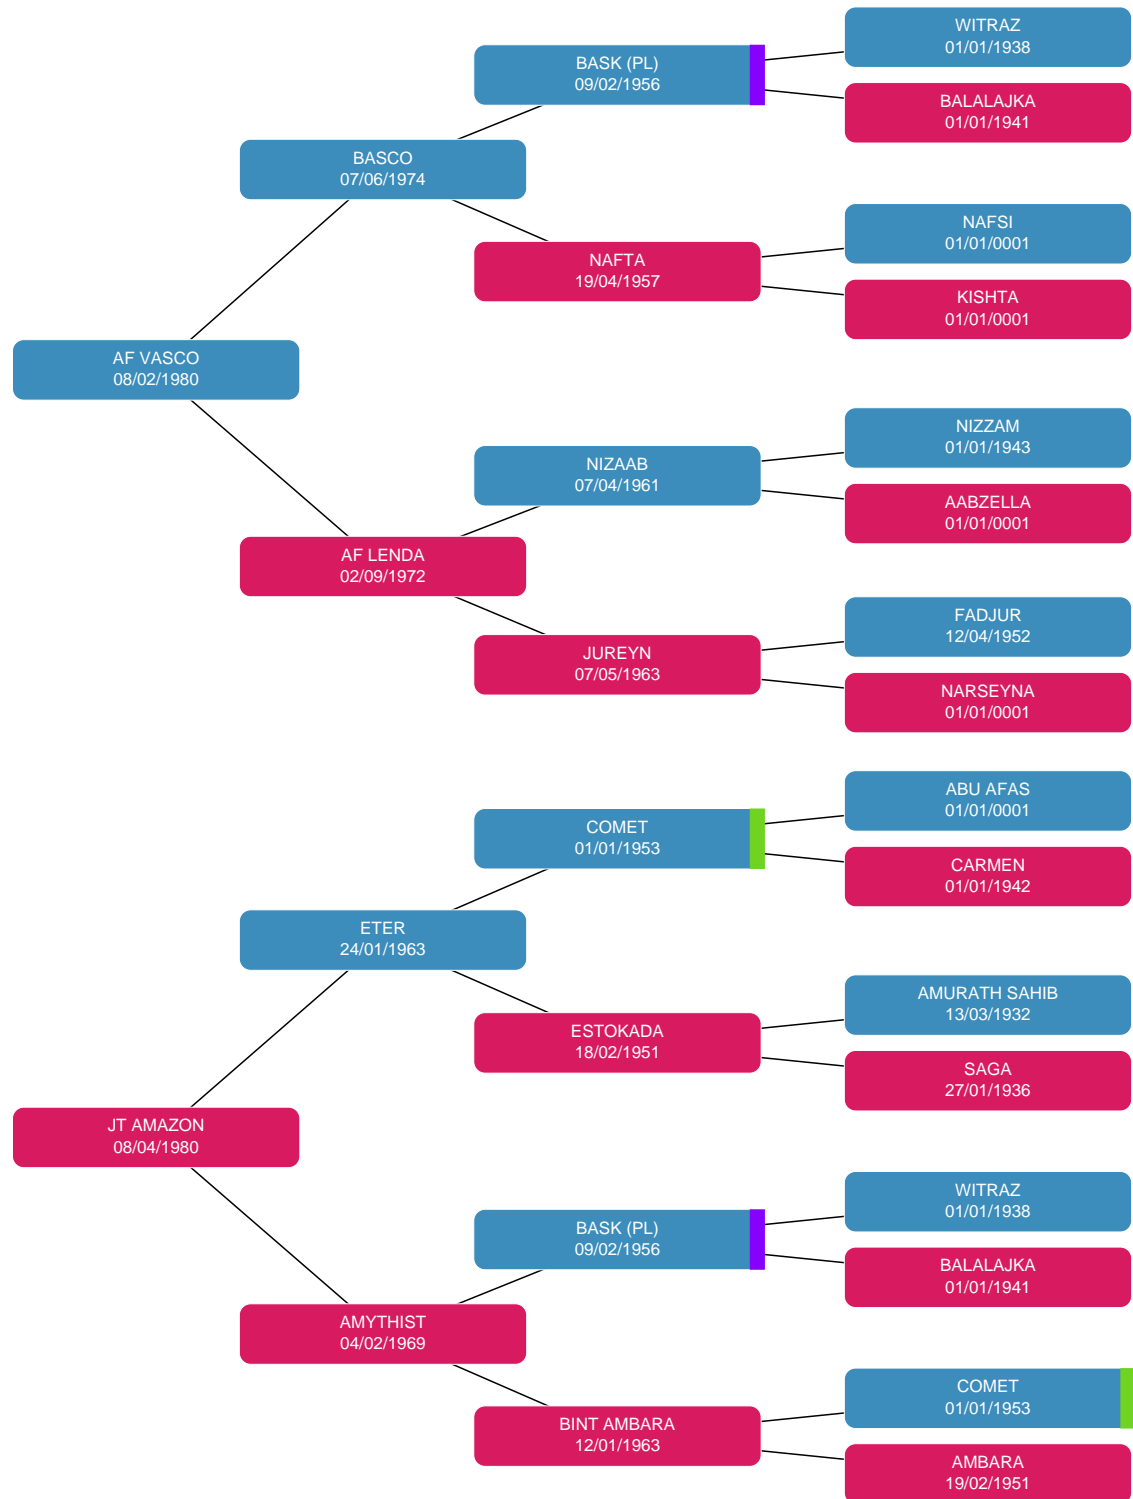 WITRAZ
01/01/1938
BASK (PL)
09/02/1956
BALALAJKA
01/01/1941
BASCO
07/06/1974
NAFSI
01/01/0001
NAFTA
19/04/1957
KISHTA
01/01/0001
AF VASCO
08/02/1980
NIZZAM
01/01/1943
NIZAAB
07/04/1961
AABZELLA
01/01/0001
AF LENDA
02/09/1972
FADJUR
12/04/1952
JUREYN
07/05/1963
NARSEYNA
01/01/0001
ABU AFAS
01/01/0001
COMET
01/01/1953
CARMEN
01/01/1942
ETER
24/01/1963
AMURATH SAHIB
13/03/1932
ESTOKADA
18/02/1951
SAGA
27/01/1936
JT AMAZON
08/04/1980
WITRAZ
01/01/1938
BASK (PL)
09/02/1956
BALALAJKA
01/01/1941
AMYTHIST
04/02/1969
COMET
01/01/1953
BINT AMBARA
12/01/1963
AMBARA
19/02/1951